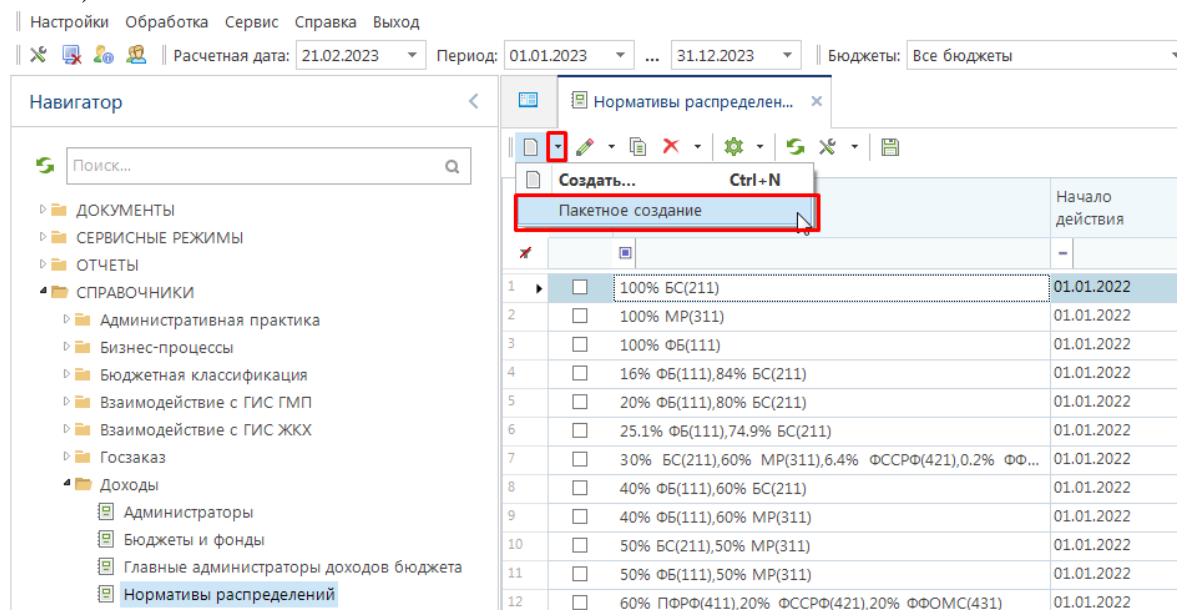 Настройки Обработка Сервис Справка Выход
Расчетная дата: 21.02.2023 Период: 01.01.2023 ... 31.12.2023 Бюджеты: Все бюджеты
Навигатор
Нормативы распределен...
Поиск...
Создать... Ctrl+N
Пакетное создание
Начало
действия
ДОКУМЕНТЫ
СЕРВИСНЫЕ РЕЖИМЫ
ОТЧЕТЫ
СПРАВОЧНИКИ
Административная практика
Бизнес-процессы
Бюджетная классификация
Взаимодействие с ГИС ГМП
Взаимодействие с ГИС ЖКХ
Госзаказ
Доходы
Администраторы
Бюджеты и фонды
Главные администраторы доходов бюджета
Нормативы распределений
1 100% БС(211) 01.01.2022
2 100% МР(311) 01.01.2022
3 100% ФБ(111) 01.01.2022
4 16% ФБ(111),84% БС(211) 01.01.2022
5 20% ФБ(111),80% БС(211) 01.01.2022
6 25.1% ФБ(111),74.9% БС(211) 01.01.2022
7 30% БС(211),60% МР(311),6.4% ФССРФ(421),0.2% ФО... 01.01.2022
8 40% ФБ(111),60% БС(211) 01.01.2022
9 40% ФБ(111),60% МР(311) 01.01.2022
10 50% БС(211),50% МР(311) 01.01.2022
11 50% ФБ(111),50% МР(311) 01.01.2022
12 60% ПФРФ(411),20% ФССРФ(421),20% ФФОМС(431) 01.01.2022